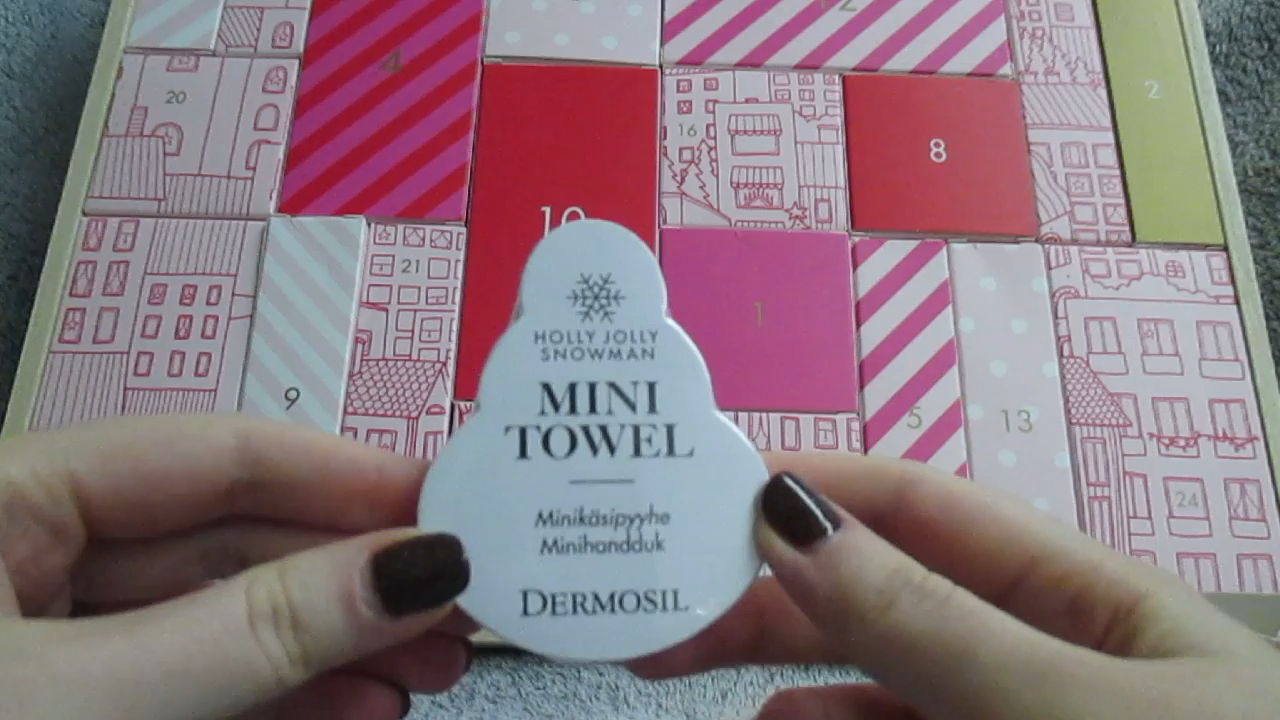 12
4
2
20
16
8
10
21
1
9
5
13
24
HOLLY JOLLY
SNOWMAN
MINI
TOWEL
Minikäsipyyhe
Minihandduk
DERMOSIL